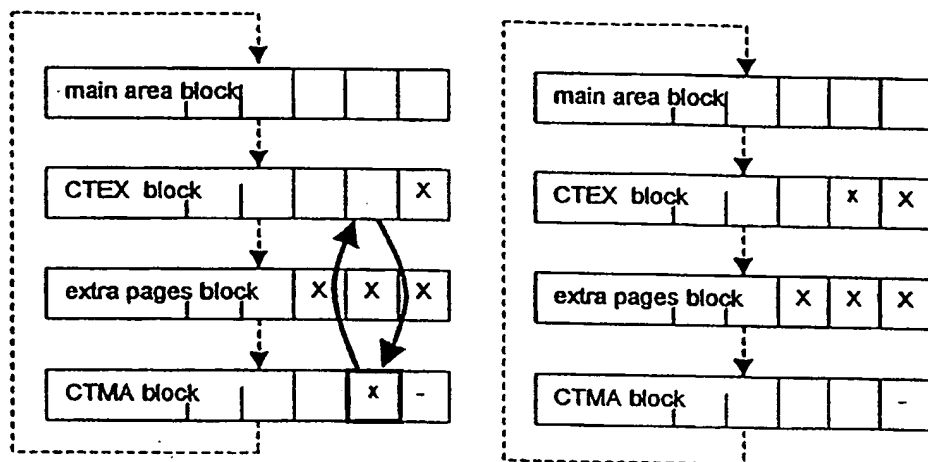 main area block
CTEX block X
extra pages block X X X
CTMA block x -
main area block
CTEX block x X
extra pages block X X X
CTMA block -